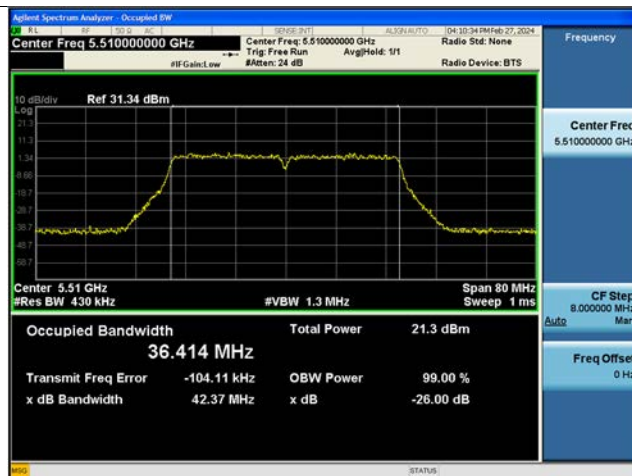 Agilent Spectrum Analyzer - Occupied BW
RL RF 50 Ω AC SENSE:INT ALIGN AUTO 04:10:34 PM Feb 27, 2024
Center Freq 5.510000000 GHz
Center Freq: 5.510000000 GHz
Radio Std: None
Trig: Free Run Avg|Hold: 1/1
#IFGain:Low #Atten: 24 dB Radio Device: BTS
10 dB/div Ref 31.34 dBm
Log
21.3
11.3
1.34
-8.66
-18.7
-28.7
-38.7
-48.7
-58.7
Center 5.51 GHz Span 80 MHz
#Res BW 430 kHz #VBW 1.3 MHz Sweep 1 ms
Occupied Bandwidth Total Power 21.3 dBm
36.414 MHz
Transmit Freq Error -104.11 kHz OBW Power 99.00 %
x dB Bandwidth 42.37 MHz x dB -26.00 dB
MSG STATUS
Frequency
Center Freq
5.510000000 GHz
CF Step
8.000000 MHz
Auto Man
Freq Offset
0 Hz